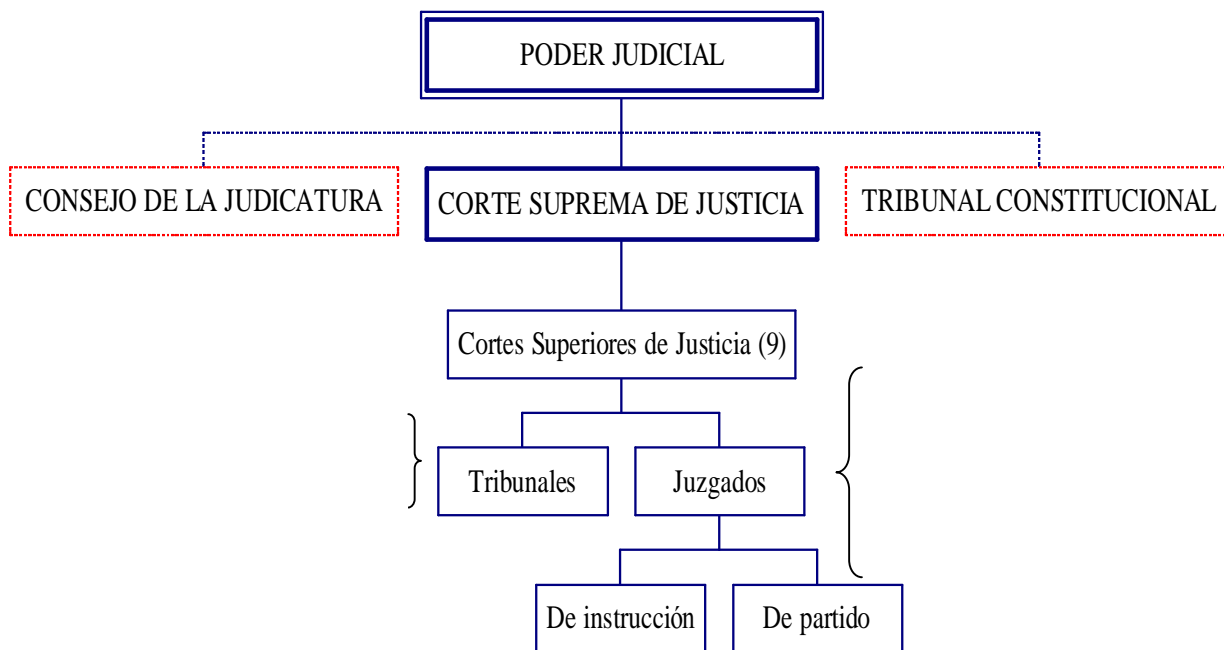 PODER JUDICIAL
CONSEJO DE LA JUDICATURA
CORTE SUPREMA DE JUSTICIA
TRIBUNAL CONSTITUCIONAL
Cortes Superiores de Justicia (9)
Tribunales
Juzgados
De instrucción
De partido